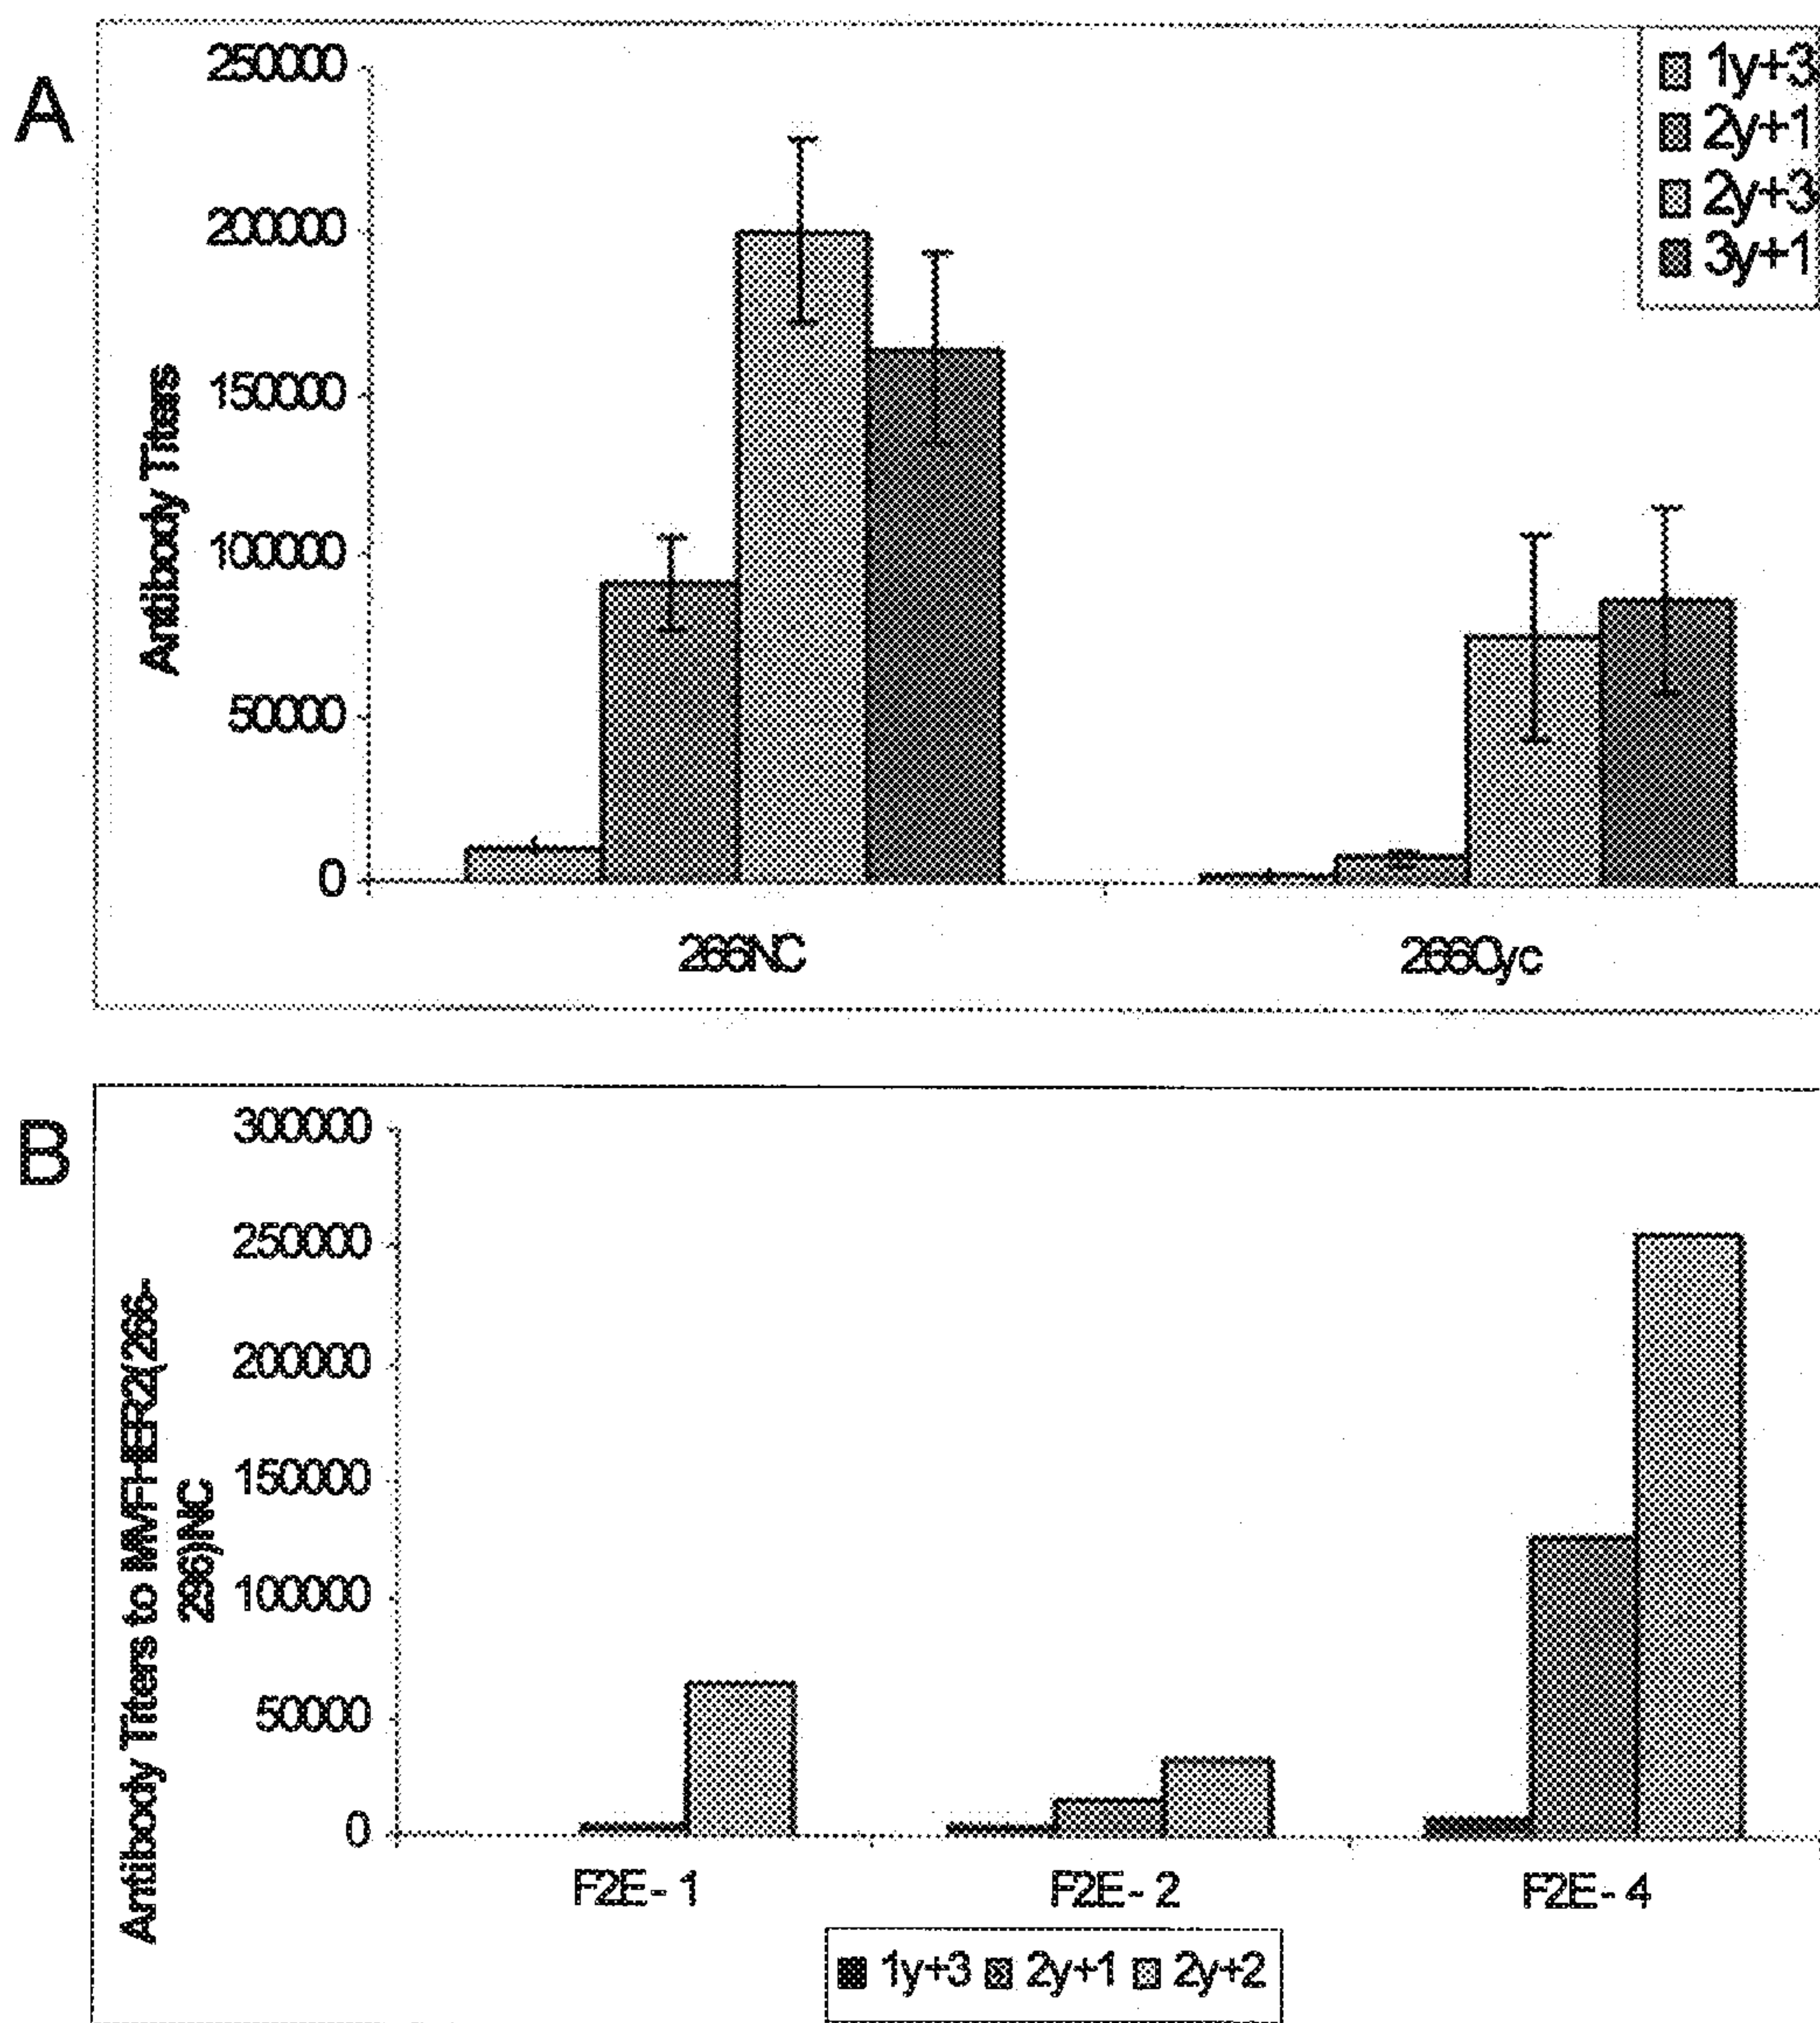 A
250000
200000
150000
100000
50000
0
Antibody Titers
266NC
266Cyc
1y+3
2y+1
2y+3
3y+1
B
300000
250000
200000
150000
100000
50000
0
Antibody Titers to MVFHER2(266-
296)NC
F2E- 1
F2E- 2
F2E- 4
1y+3 2y+1 2y+2